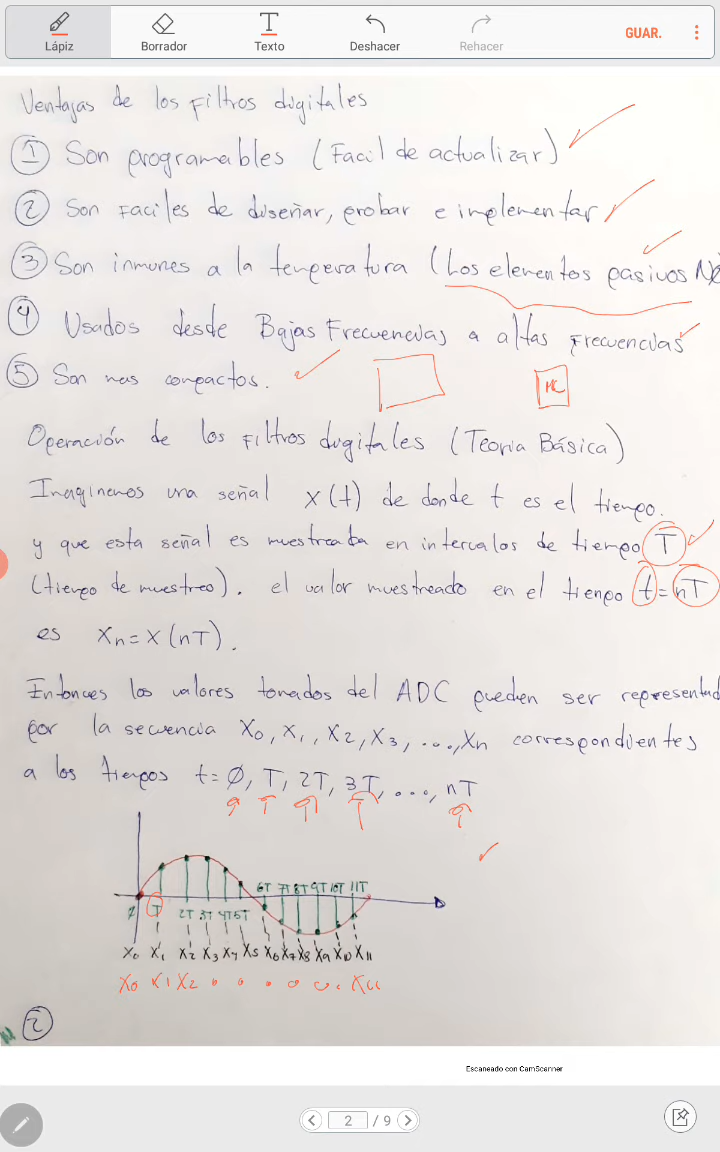 Lápiz
Borrador
Texto
Deshacer
Rehacer
GUAR.
Ventajas de los Filtros digitales
① Son programables (Facil de actualizar)
② Son Faciles de diseñar, probar e implementar
③ Son inmunes a la temperatura (Los elementos pasivos NO
④ Usados desde Bajas Frecuencias a altas Frecuencias
⑤ Son mas compactos.
MC
Operación de los Filtros digitales (Teoria Básica)
Imaginemos una señal x(t) de donde t es el tiempo.
y que esta señal es muestreada en intervalos de tiempo T
(tiempo de muestreo). el valor muestreado en el tiempo t=nT
es Xn=X(nT).
Entonces los valores tomados del ADC pueden ser representad
por la secuencia X0, X1, X2, X3, ..., Xn correspondientes
a los tiempos t=Ø, T, 2T, 3T, ..., nT
6T 7T 8T 9T 10T 11T
T 2T 3T 4T 5T
X0 X1 X2 X3 X4 X5 X6 X7 X8 X9 X10 X11
X0 X1 X2
②
Escaneado con CamScanner
2 / 9